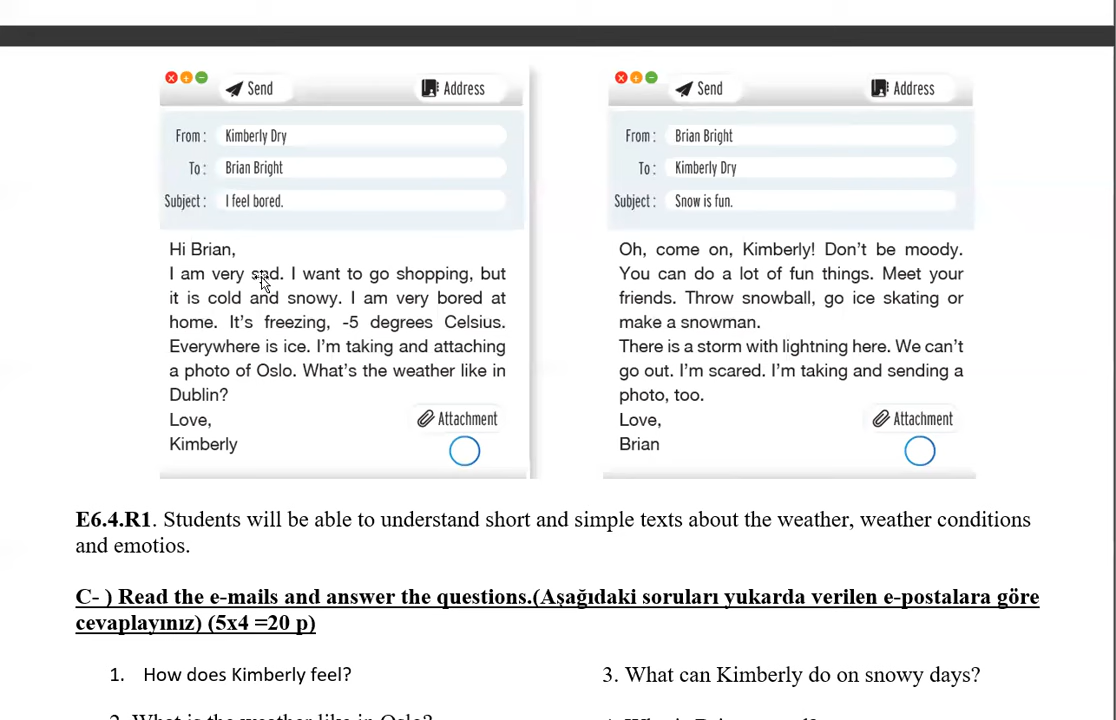 Send
Address
From :
Kimberly Dry
To :
Brian Bright
Subject :
I feel bored.
Hi Brian,
I am very sad. I want to go shopping, but
it is cold and snowy. I am very bored at
home. It's freezing, -5 degrees Celsius.
Everywhere is ice. I'm taking and attaching
a photo of Oslo. What's the weather like in
Dublin?
Love,
Attachment
Kimberly
Send
Address
From :
Brian Bright
To :
Kimberly Dry
Subject :
Snow is fun.
Oh, come on, Kimberly! Don't be moody.
You can do a lot of fun things. Meet your
friends. Throw snowball, go ice skating or
make a snowman.
There is a storm with lightning here. We can't
go out. I'm scared. I'm taking and sending a
photo, too.
Love,
Attachment
Brian
E6.4.R1. Students will be able to understand short and simple texts about the weather, weather conditions
and emotios.
C- ) Read the e-mails and answer the questions.(Aşağıdaki soruları yukarda verilen e-postalara göre
cevaplayınız) (5x4 =20 p)
1. How does Kimberly feel?
3. What can Kimberly do on snowy days?
2. What is the weather like in Oslo?